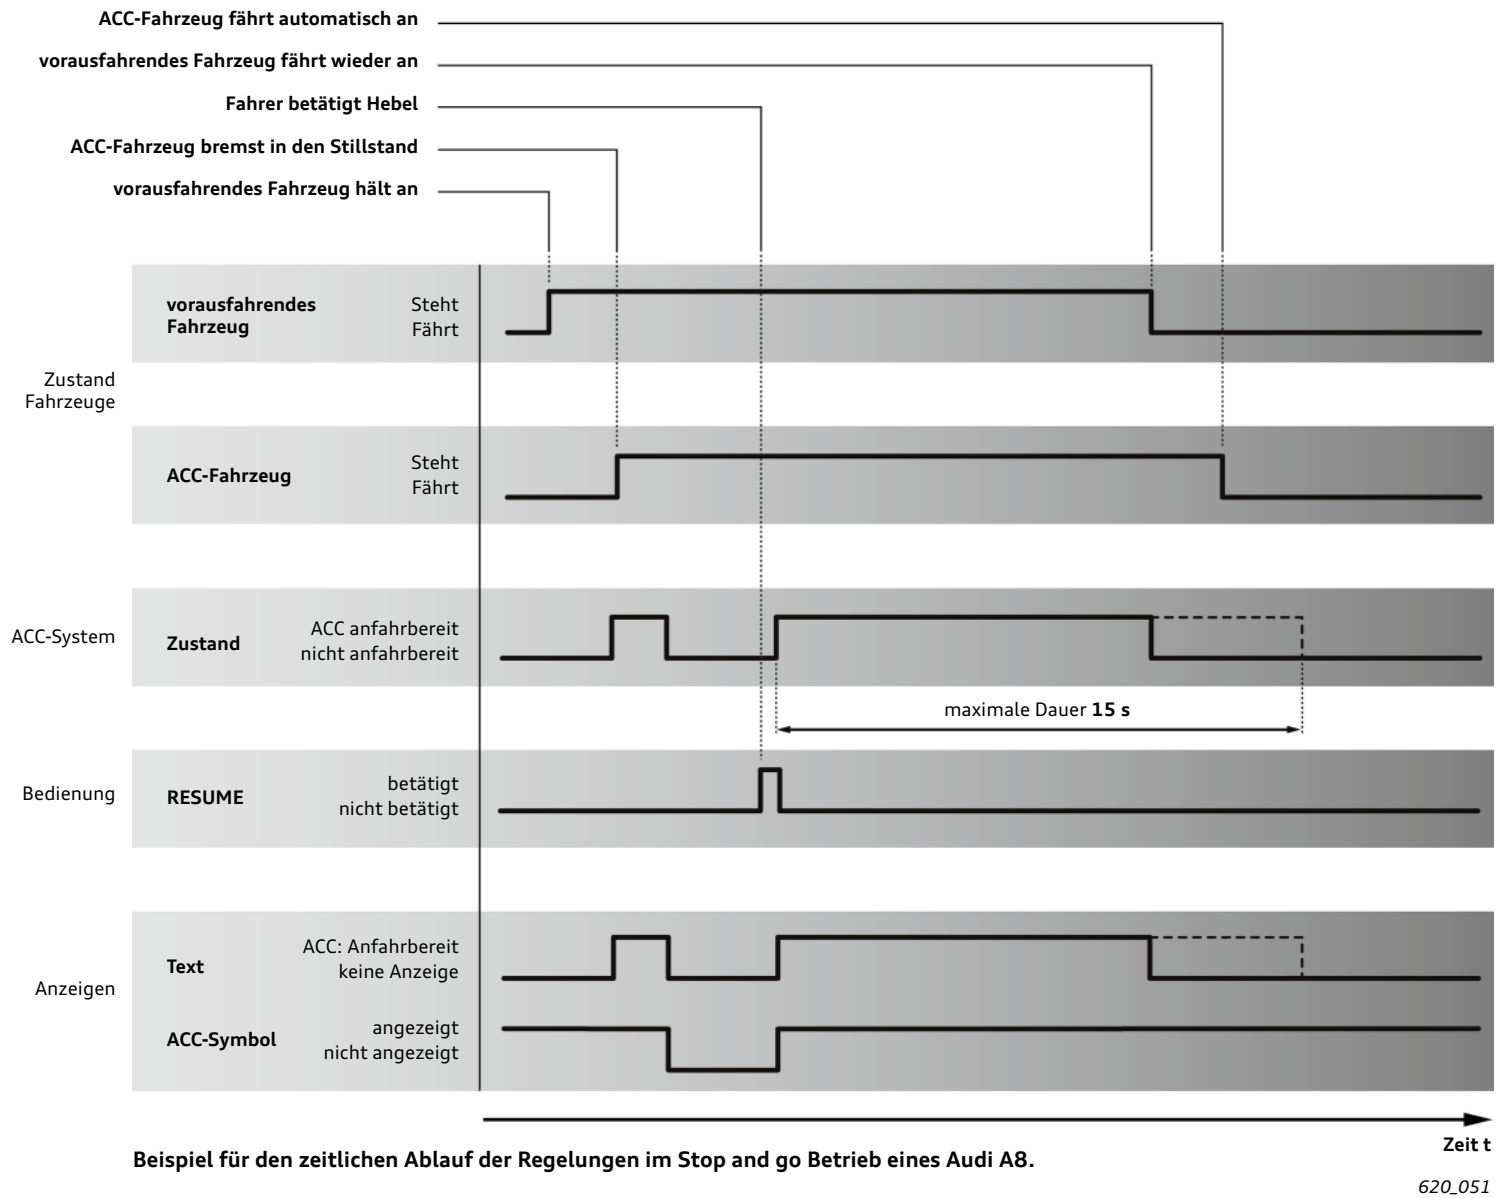 ACC-Fahrzeug fährt automatisch an
vorausfahrendes Fahrzeug fährt wieder an
Fahrer betätigt Hebel
ACC-Fahrzeug bremst in den Stillstand
vorausfahrendes Fahrzeug hält an
Zustand
Fahrzeuge
vorausfahrendes
Fahrzeug
Steht
Fährt
ACC-Fahrzeug
Steht
Fährt
ACC-System
Zustand
ACC anfahrbereit
nicht anfahrbereit
maximale Dauer 15 s
Bedienung
RESUME
betätigt
nicht betätigt
Anzeigen
Text
ACC: Anfahrbereit
keine Anzeige
ACC-Symbol
angezeigt
nicht angezeigt
Zeit t
Beispiel für den zeitlichen Ablauf der Regelungen im Stop and go Betrieb eines Audi A8.
620_051